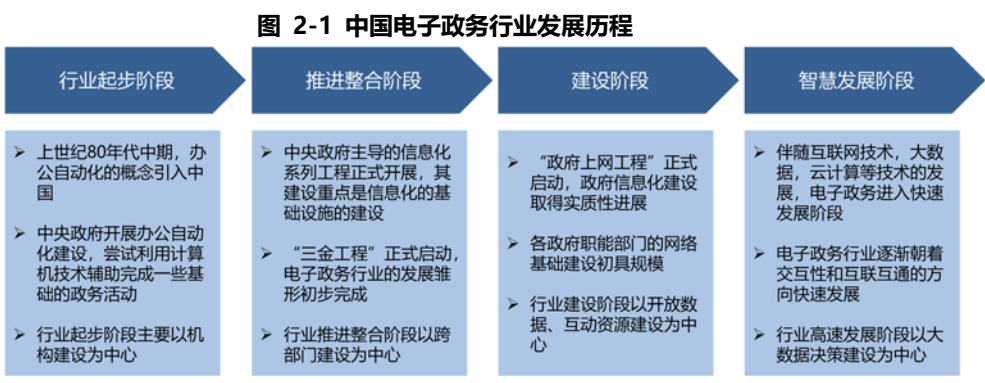 图 2-1 中国电子政务行业发展历程
行业起步阶段
推进整合阶段
建设阶段
智慧发展阶段
➢ 上世纪80年代中期，办
公自动化的概念引入中
国
➢ 中央政府开展办公自动
化建设，尝试利用计算
机技术辅助完成一些基
础的政务活动
➢ 行业起步阶段主要以机
构建设为中心
➢ 中央政府主导的信息化
系列工程正式开展，其
建设重点是信息化的基
础设施的建设
➢ “三金工程”正式启动，
电子政务行业的发展雏
形初步完成
➢ 行业推进整合阶段以跨
部门建设为中心
➢ “政府上网工程”正式
启动，政府信息化建设
取得实质性进展
➢ 各政府职能部门的网络
基础建设初具规模
➢ 行业建设阶段以开放数
据、互动资源建设为中
心
➢ 伴随互联网技术，大数
据，云计算等技术的发
展，电子政务进入快速
发展阶段
➢ 电子政务行业逐渐朝着
交互性和互联互通的方
向快速发展
➢ 行业高速发展阶段以大
数据决策建设为中心